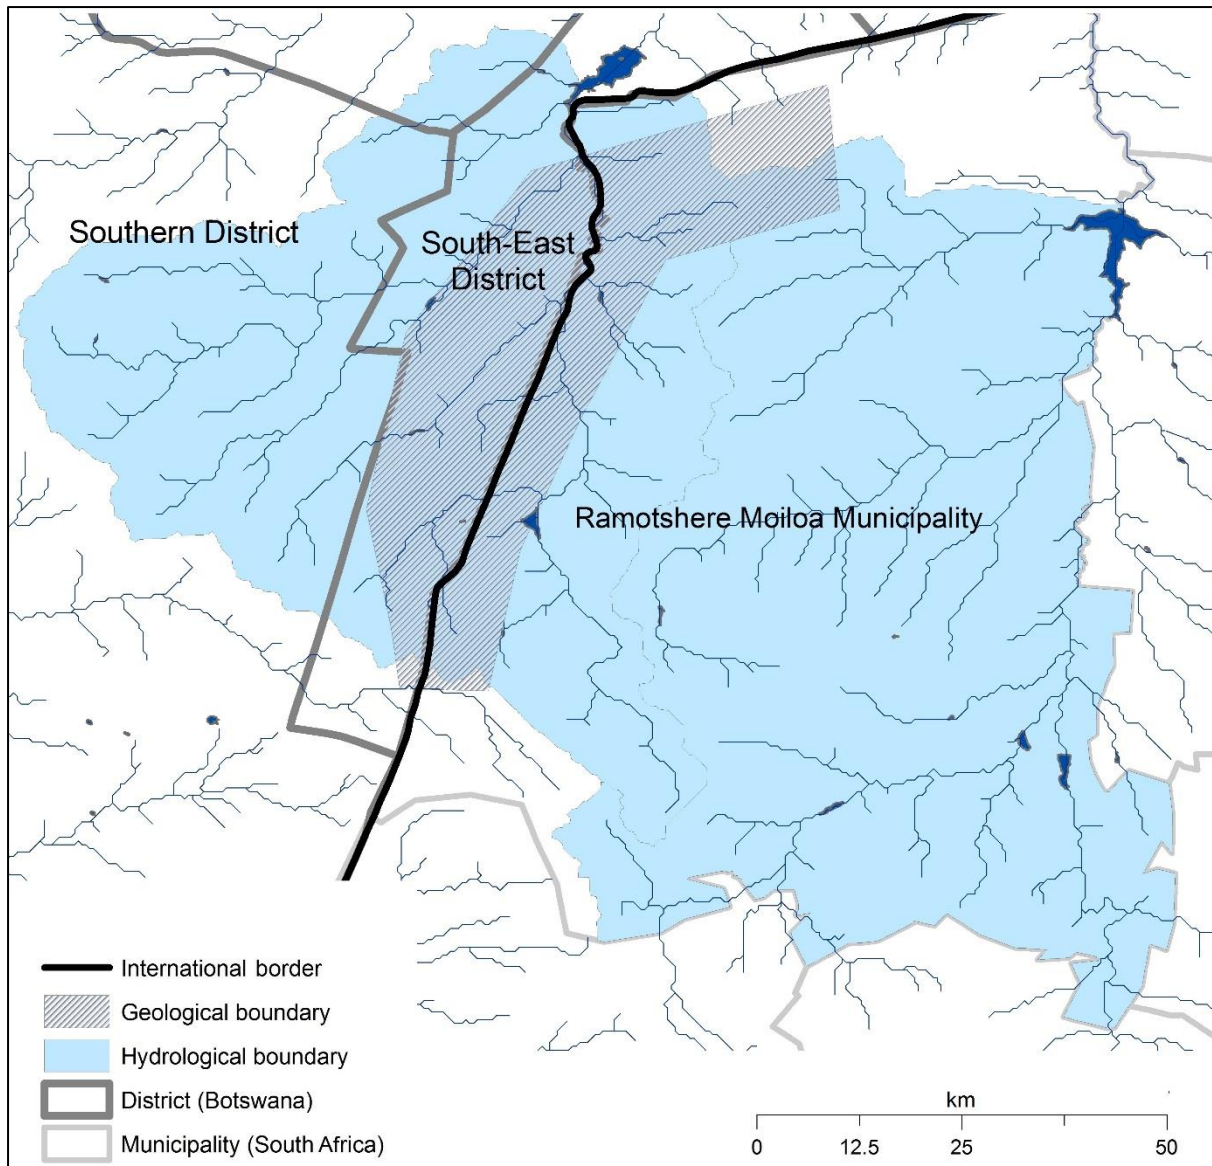 Southern District
South-East
District
Ramotshere Moiloa Municipality
International border
Geological boundary
Hydrological boundary
District (Botswana)
Municipality (South Africa)
km
0 12.5 25 50